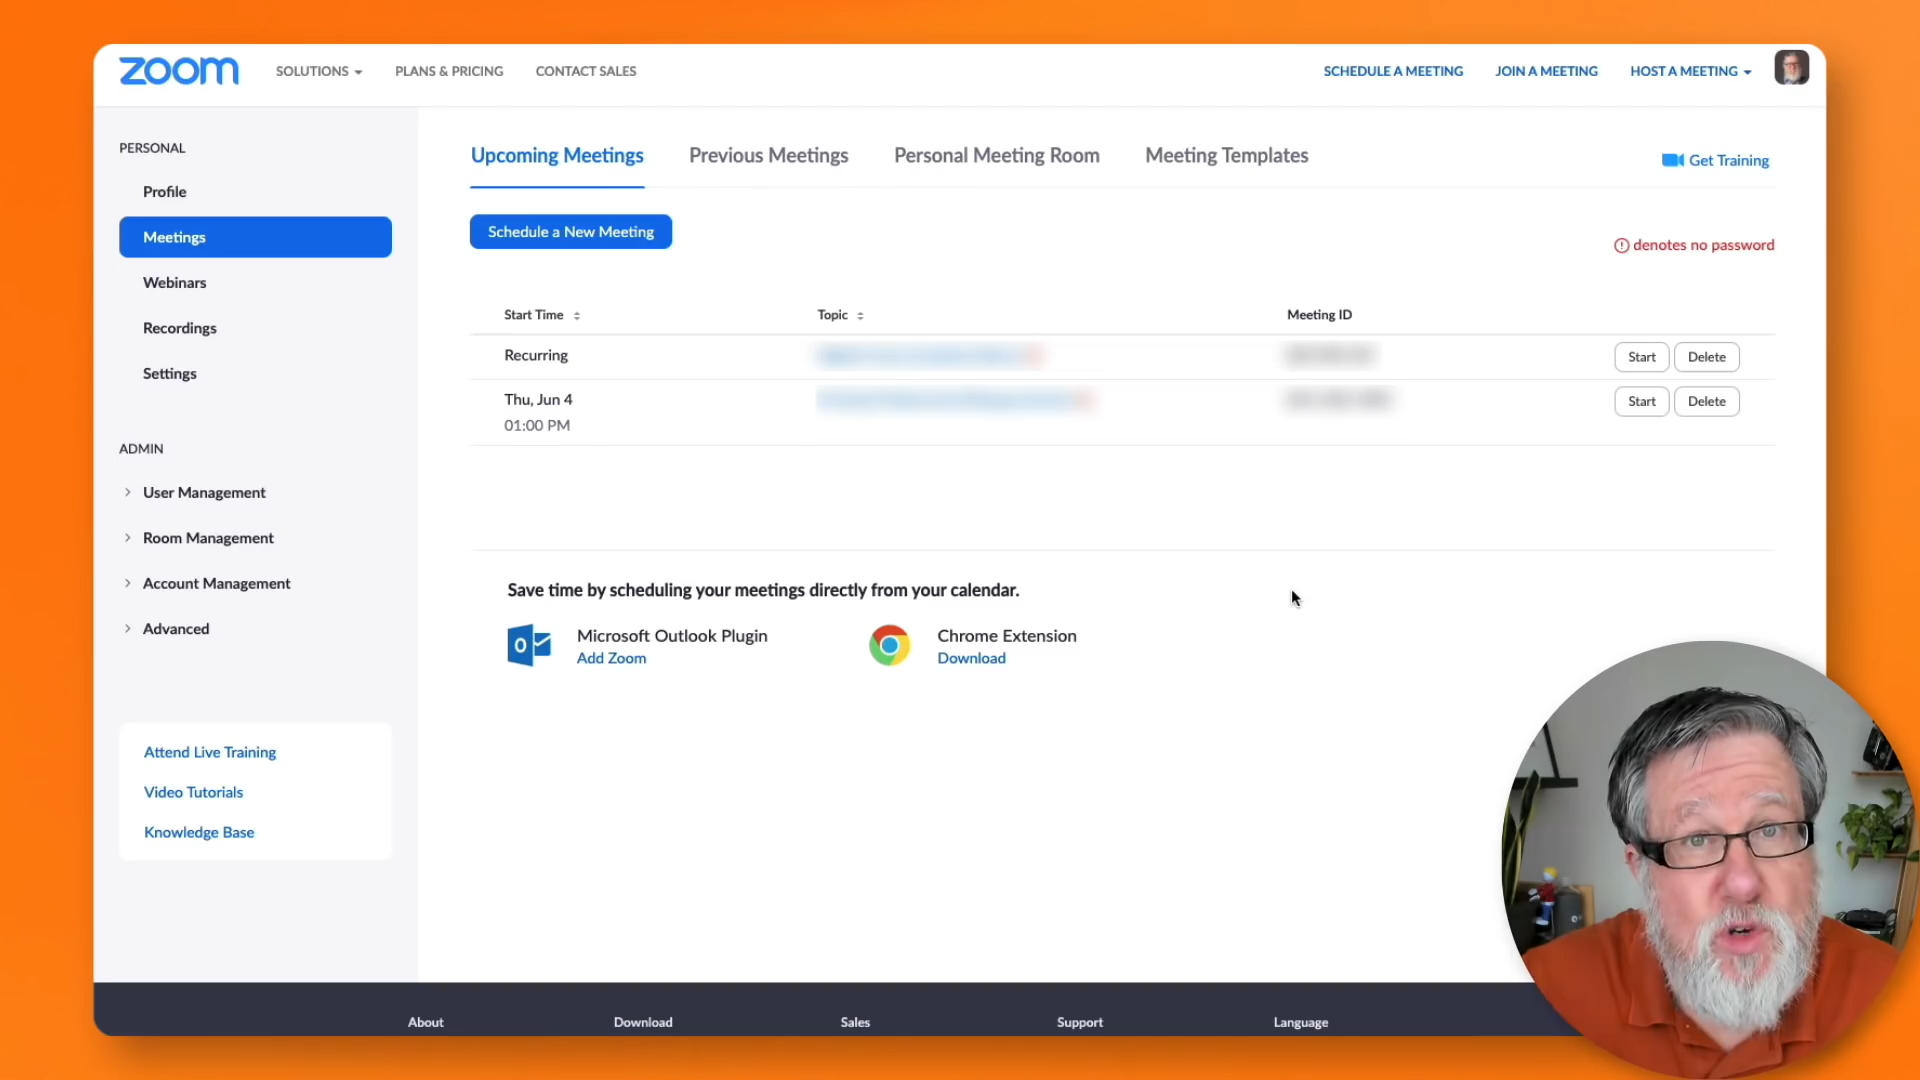 zoom
SOLUTIONS
PLANS & PRICING
CONTACT SALES
SCHEDULE A MEETING
JOIN A MEETING
HOST A MEETING
PERSONAL
Profile
Meetings
Webinars
Recordings
Settings
ADMIN
User Management
Room Management
Account Management
Advanced
Attend Live Training
Video Tutorials
Knowledge Base
Upcoming Meetings
Previous Meetings
Personal Meeting Room
Meeting Templates
Get Training
Schedule a New Meeting
denotes no password
Start Time
Topic
Meeting ID
Recurring
Start
Delete
Thu, Jun 4
01:00 PM
Start
Delete
Save time by scheduling your meetings directly from your calendar.
Microsoft Outlook Plugin
Add Zoom
Chrome Extension
Download
About
Download
Sales
Support
Language